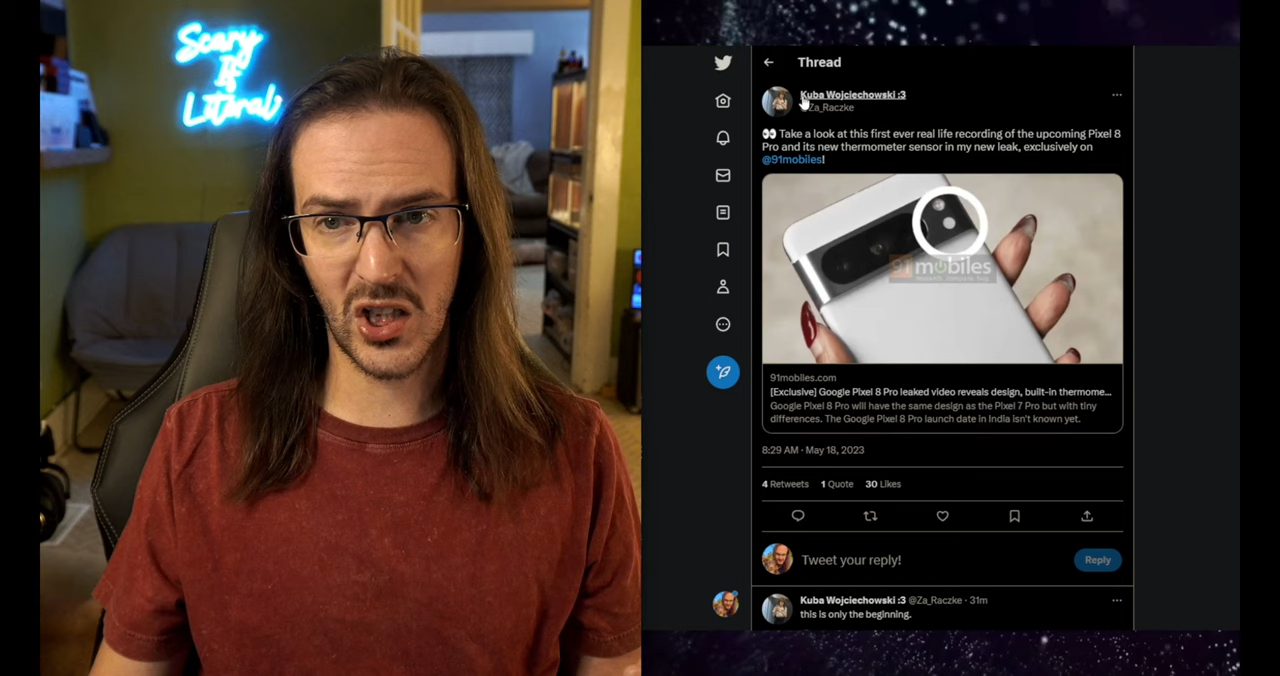 Scary
Is
Literal
Thread
Kuba Wojciechowski :3
Za_Raczke
👀 Take a look at this first ever real life recording of the upcoming Pixel 8
Pro and its new thermometer sensor in my new leak, exclusively on
@91mobiles!
91mobiles
91mobiles.com
[Exclusive] Google Pixel 8 Pro leaked video reveals design, built-in thermome...
Google Pixel 8 Pro will have the same design as the Pixel 7 Pro but with tiny
differences. The Google Pixel 8 Pro launch date in India isn't known yet.
8:29 AM · May 18, 2023
4 Retweets 1 Quote 30 Likes
Tweet your reply!
Reply
Kuba Wojciechowski :3 @Za_Raczke · 31m
this is only the beginning.